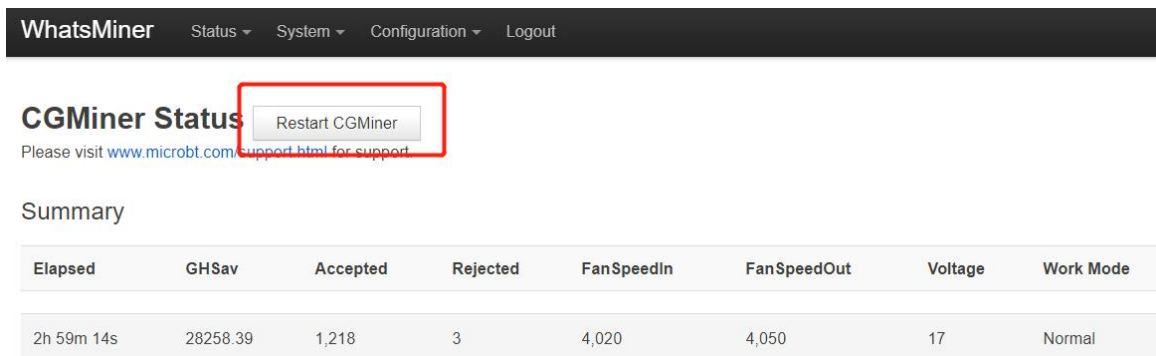 WhatsMiner Status System Configuration Logout
CGMiner Status Restart CGMiner
Please visit www.microbt.com/support.html for support.
Summary
Elapsed GHSav Accepted Rejected FanSpeedIn FanSpeedOut Voltage Work Mode
2h 59m 14s 28258.39 1,218 3 4,020 4,050 17 Normal